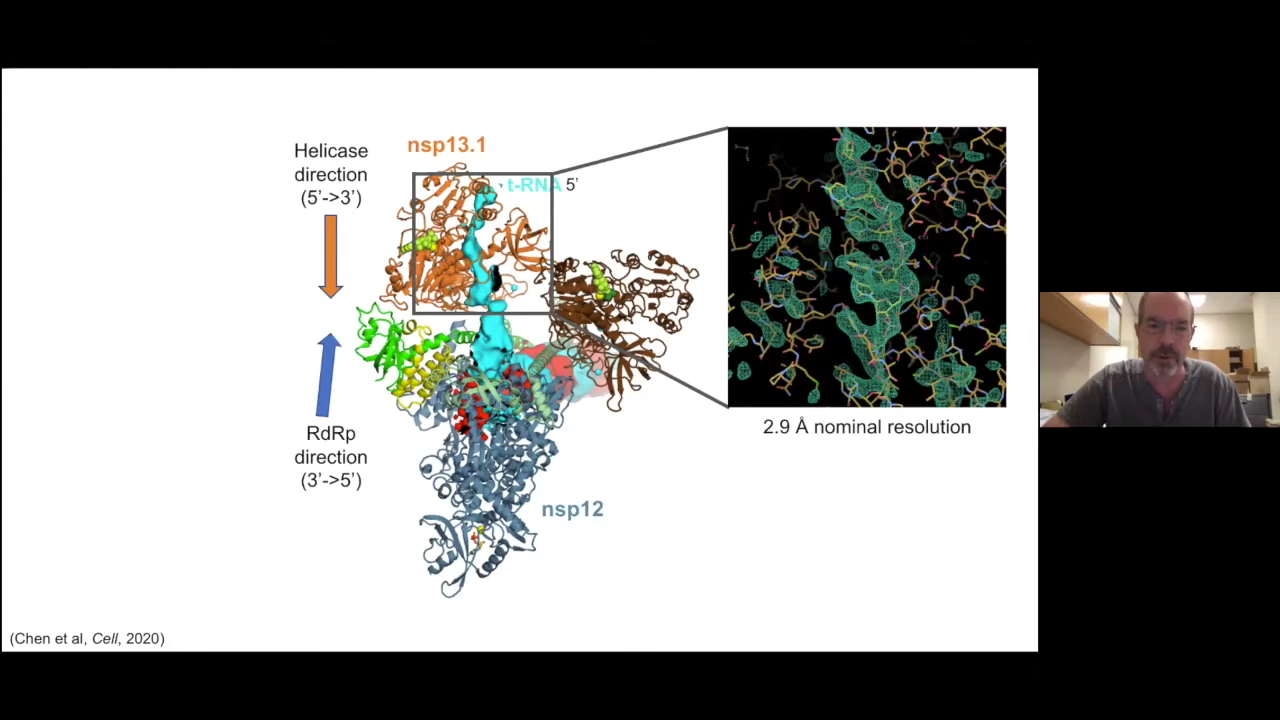 nsp13.1
Helicase
direction
(5’->3’)
t-RNA 5’
RdRp
direction
(3’->5’)
nsp12
2.9 Å nominal resolution
(Chen et al, Cell, 2020)